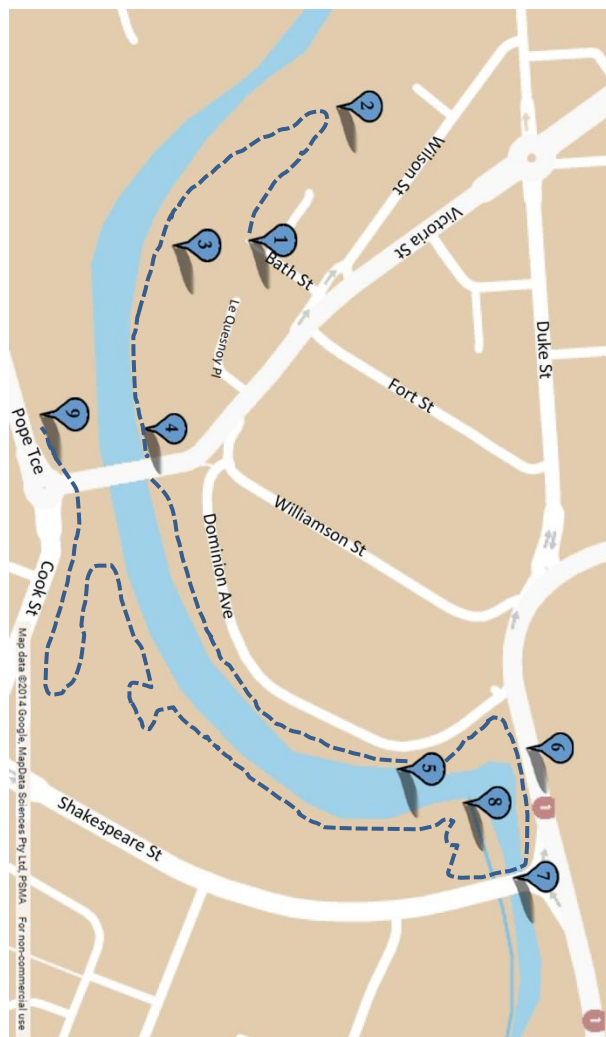 2
1
3
4
9
5
6
8
7
Wilson St
Victoria St
Bath St
Le Quesnoy Pl
Duke St
Fort St
Williamson St
Dominion Ave
Pope Tce
Cook St
Shakespeare St
1
1
Map data ©2014 Google, MapData Sciences Pty Ltd, PSMA For non-commercial use